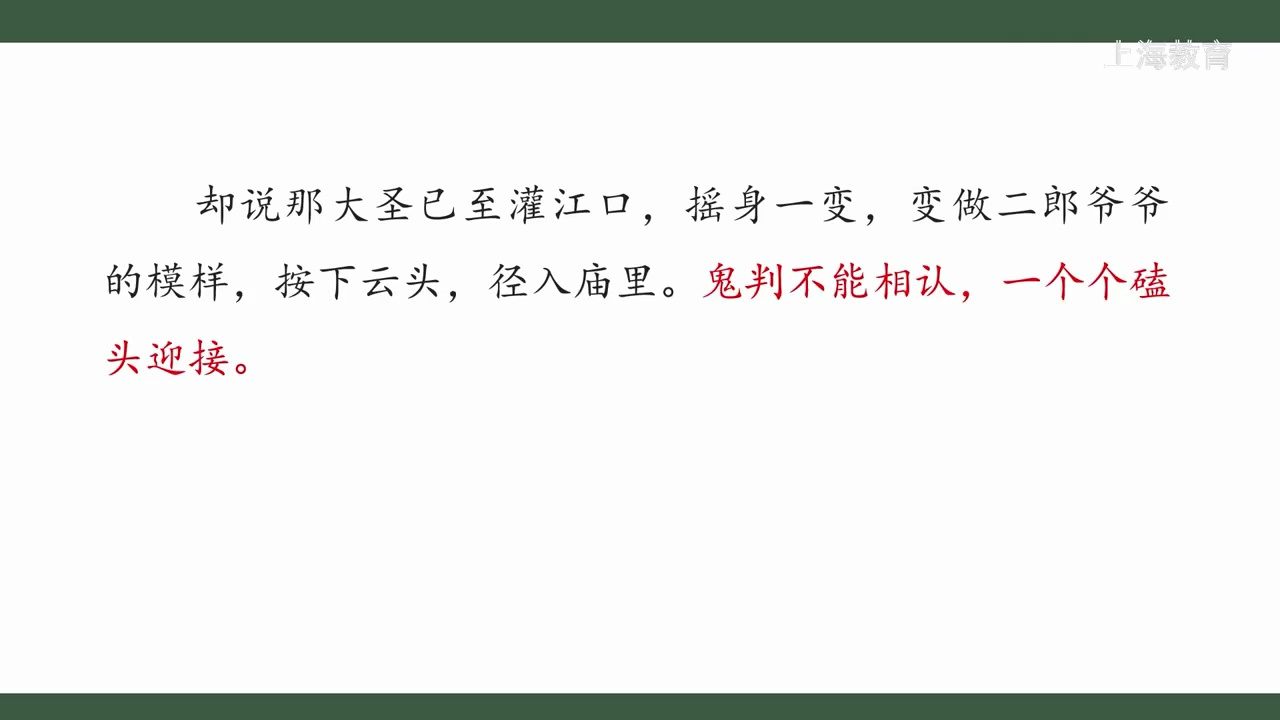 上海教育
却说那大圣已至灌江口，摇身一变，变做二郎爷爷
的模样，按下云头，径入庙里。鬼判不能相认，一个个磕
头迎接。